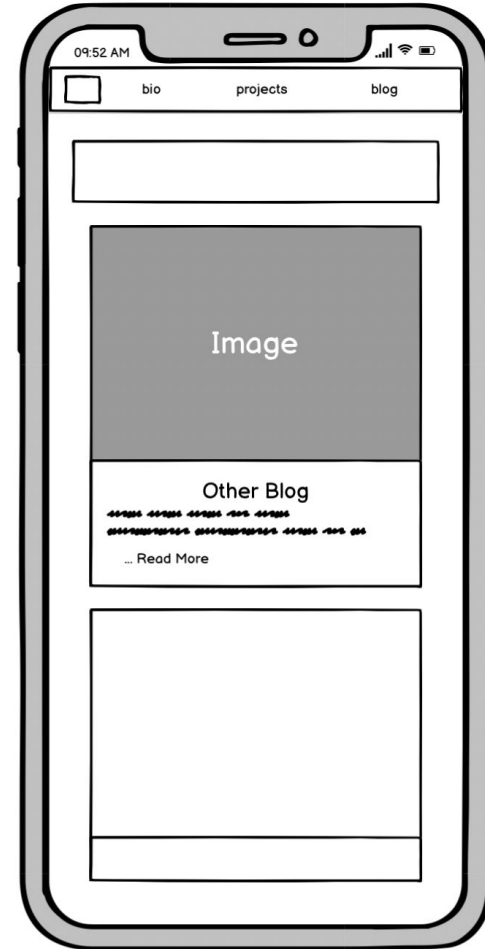 09:52 AM
bio projects blog
Image
Other Blog
... Read More